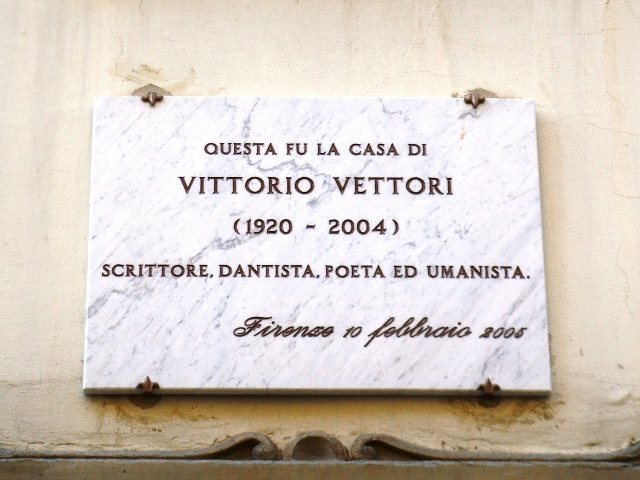 QUESTA FU LA CASA DI
VITTORIO VETTORI
(1920 - 2004)
SCRITTORE, DANTISTA, POETA ED UMANISTA.
Firenze 10 febbraio 2005